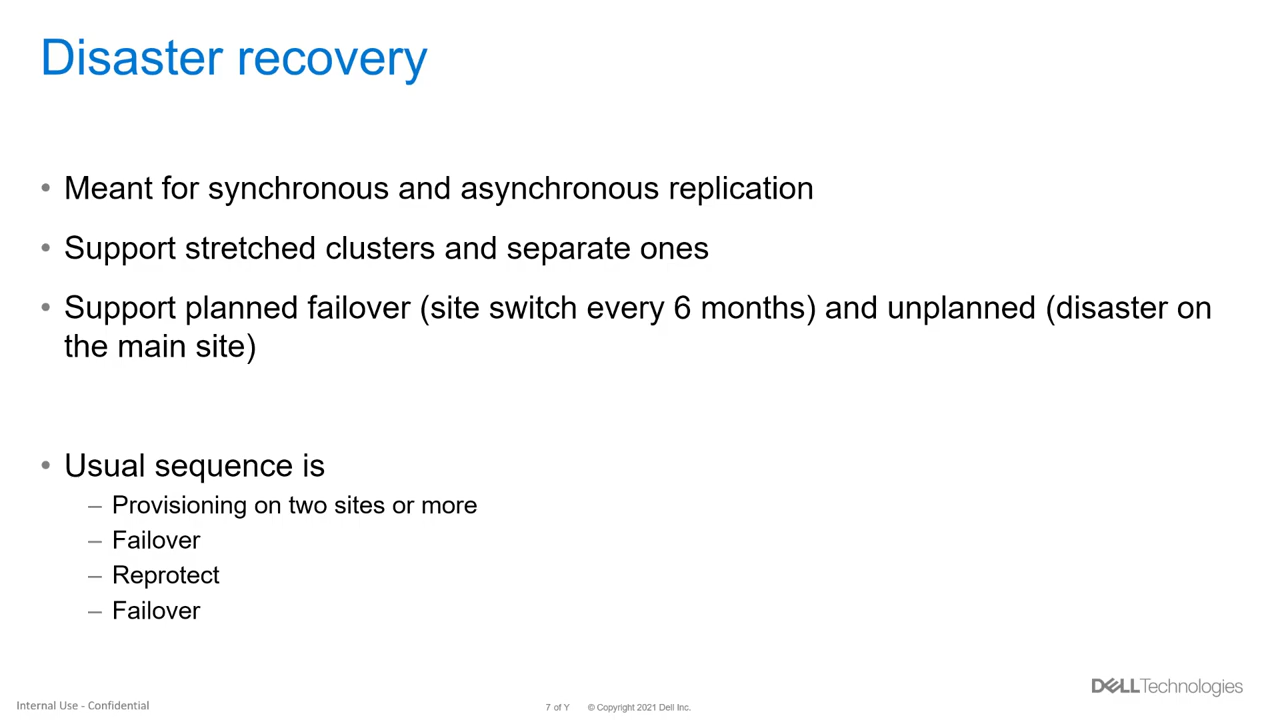 Disaster recovery
• Meant for synchronous and asynchronous replication
• Support stretched clusters and separate ones
• Support planned failover (site switch every 6 months) and unplanned (disaster on
the main site)
• Usual sequence is
– Provisioning on two sites or more
– Failover
– Reprotect
– Failover
Internal Use - Confidential
7 of Y © Copyright 2021 Dell Inc.
DELL Technologies